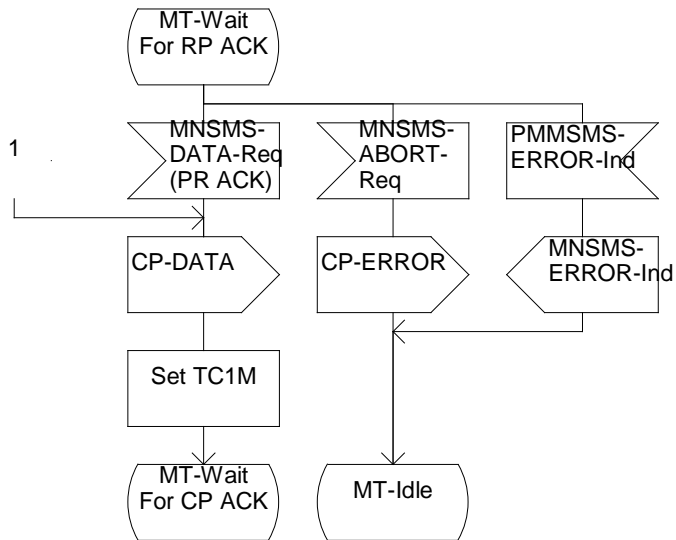 MT-Wait
For RP ACK
1
MNSMS-
DATA-Req
(PR ACK)
MNSMS-
ABORT-
Req
PMMSMS-
ERROR-Ind
CP-DATA
CP-ERROR
MNSMS-
ERROR-Ind
Set TC1M
MT-Wait
For CP ACK
MT-Idle